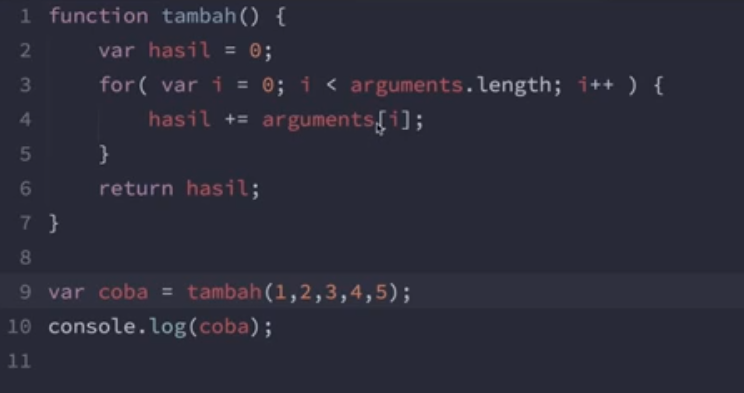 1 function tambah() {
2     var hasil = 0;
3     for( var i = 0; i < arguments.length; i++ ) {
4         hasil += arguments[i];
5     }
6     return hasil;
7 }
8
9 var coba = tambah(1,2,3,4,5);
10 console.log(coba);
11